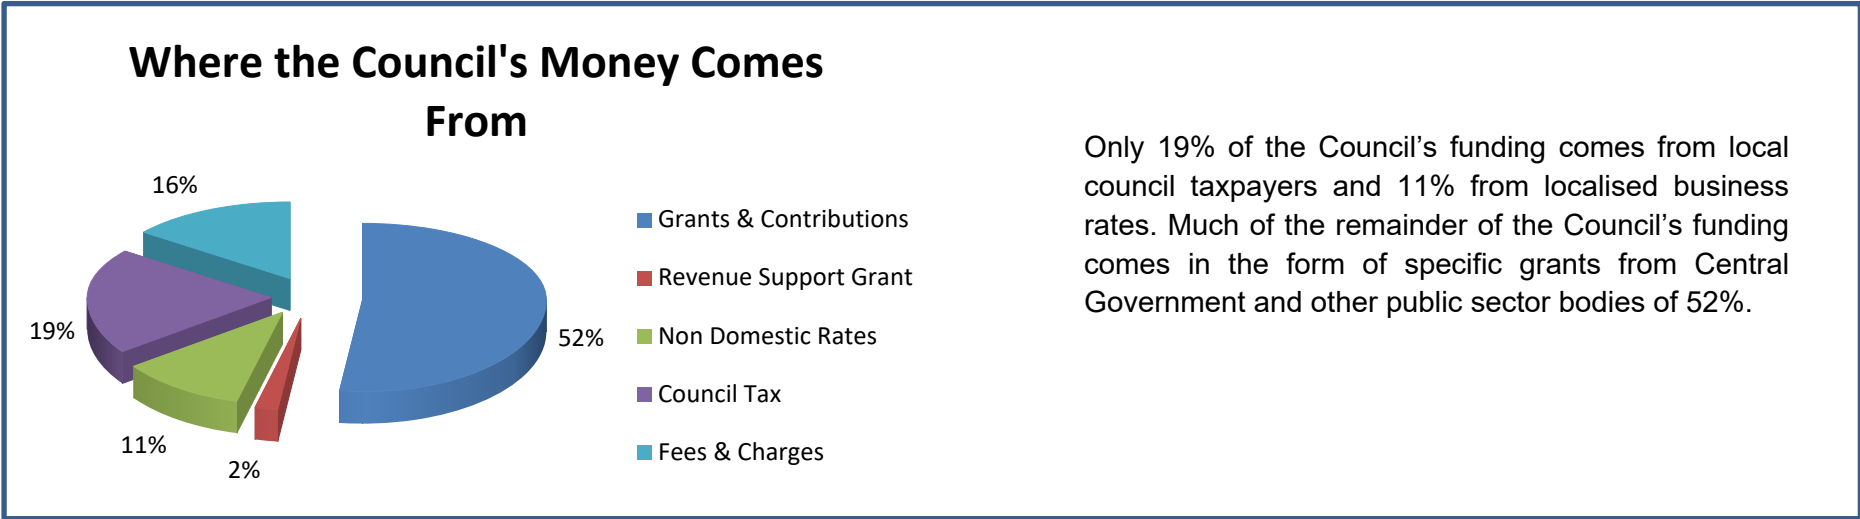 Where the Council's Money Comes
From
16%
19%
11%
2%
52%
Grants & Contributions
Revenue Support Grant
Non Domestic Rates
Council Tax
Fees & Charges
Only 19% of the Council’s funding comes from local
council taxpayers and 11% from localised business
rates. Much of the remainder of the Council’s funding
comes in the form of specific grants from Central
Government and other public sector bodies of 52%.